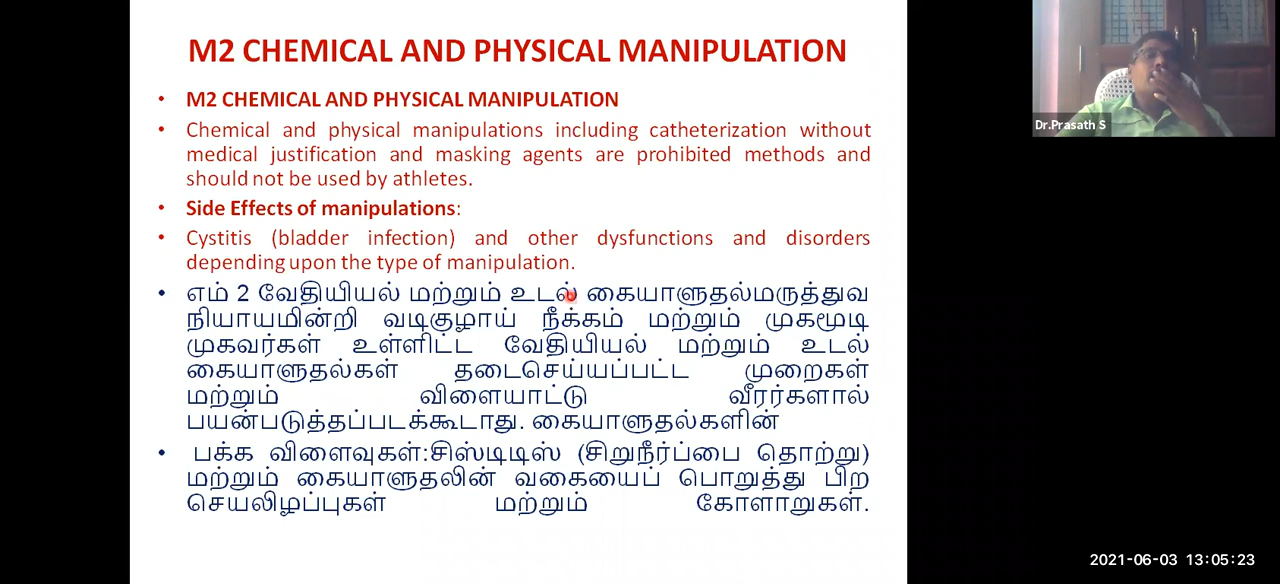 M2 CHEMICAL AND PHYSICAL MANIPULATION
• M2 CHEMICAL AND PHYSICAL MANIPULATION
• Chemical and physical manipulations including catheterization without
medical justification and masking agents are prohibited methods and
should not be used by athletes.
• Side Effects of manipulations:
• Cystitis (bladder infection) and other dysfunctions and disorders
depending upon the type of manipulation.
• எம் 2 வேதியியல் மற்றும் உடல் கையாளுதல்மருத்துவ
நியாயமின்றி வடிகுழாய் நீக்கம் மற்றும் முகமூடி
முகவர்கள் உள்ளிட்ட வேதியியல் மற்றும் உடல்
கையாளுதல்கள் தடைசெய்யப்பட்ட முறைகள்
மற்றும் விளையாட்டு வீரர்களால்
பயன்படுத்தப்படக்கூடாது. கையாளுதல்களின்
• பக்க விளைவுகள்:சிஸ்டிடிஸ் (சிறுநீர்ப்பை தொற்று)
மற்றும் கையாளுதலின் வகையைப் பொறுத்து பிற
செயலிழப்புகள் மற்றும் கோளாறுகள்.
Dr.Prasath S
2021-06-03 13:05:23